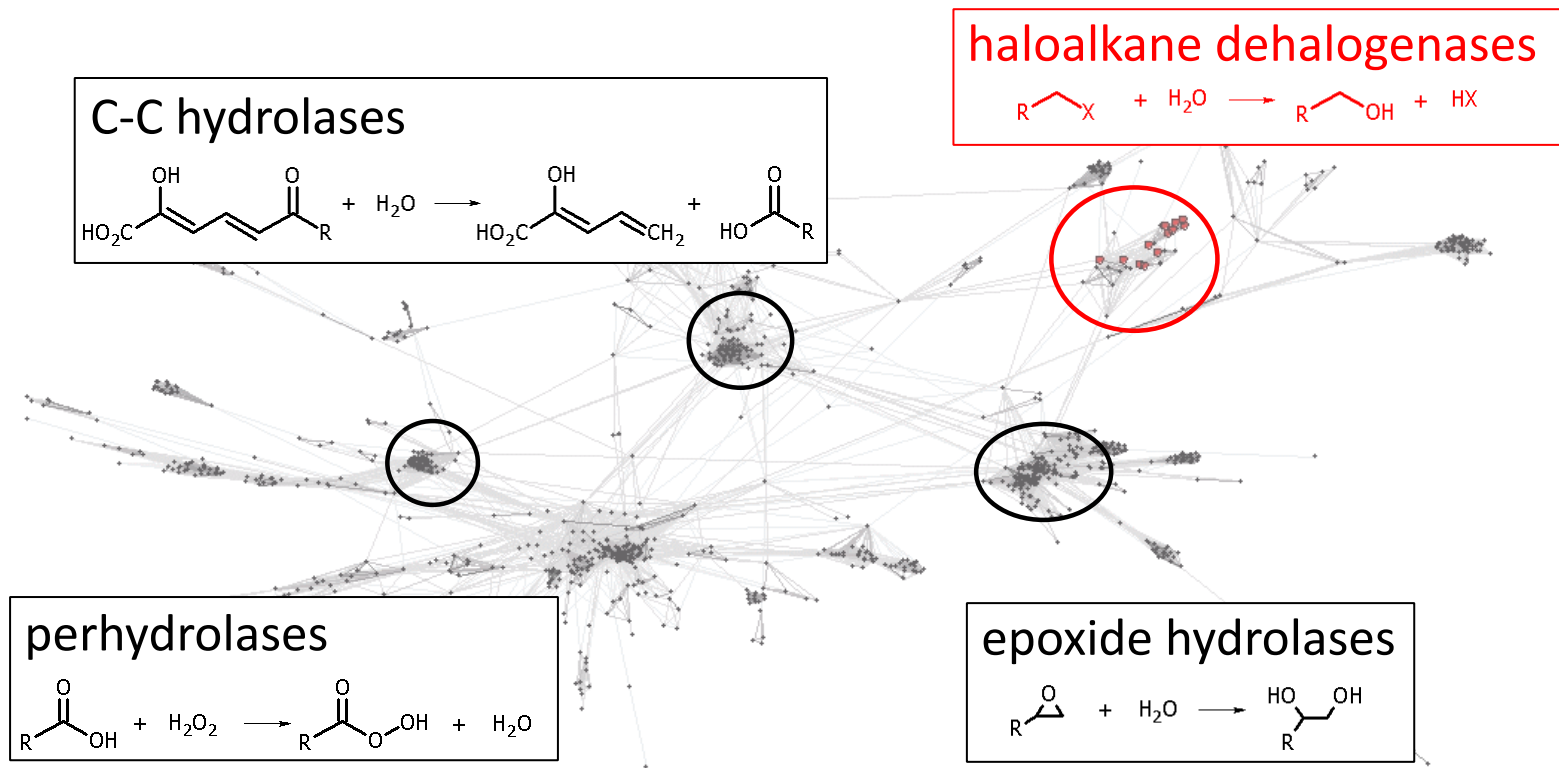 haloalkane dehalogenases
R X + H₂O → R OH + HX
C-C hydrolases
OH O OH O
HO₂C R + H₂O → HO₂C CH₂ + HO R
perhydrolases
O O
R OH + H₂O₂ → R O OH + H₂O
epoxide hydrolases
O HO OH
R + H₂O → R